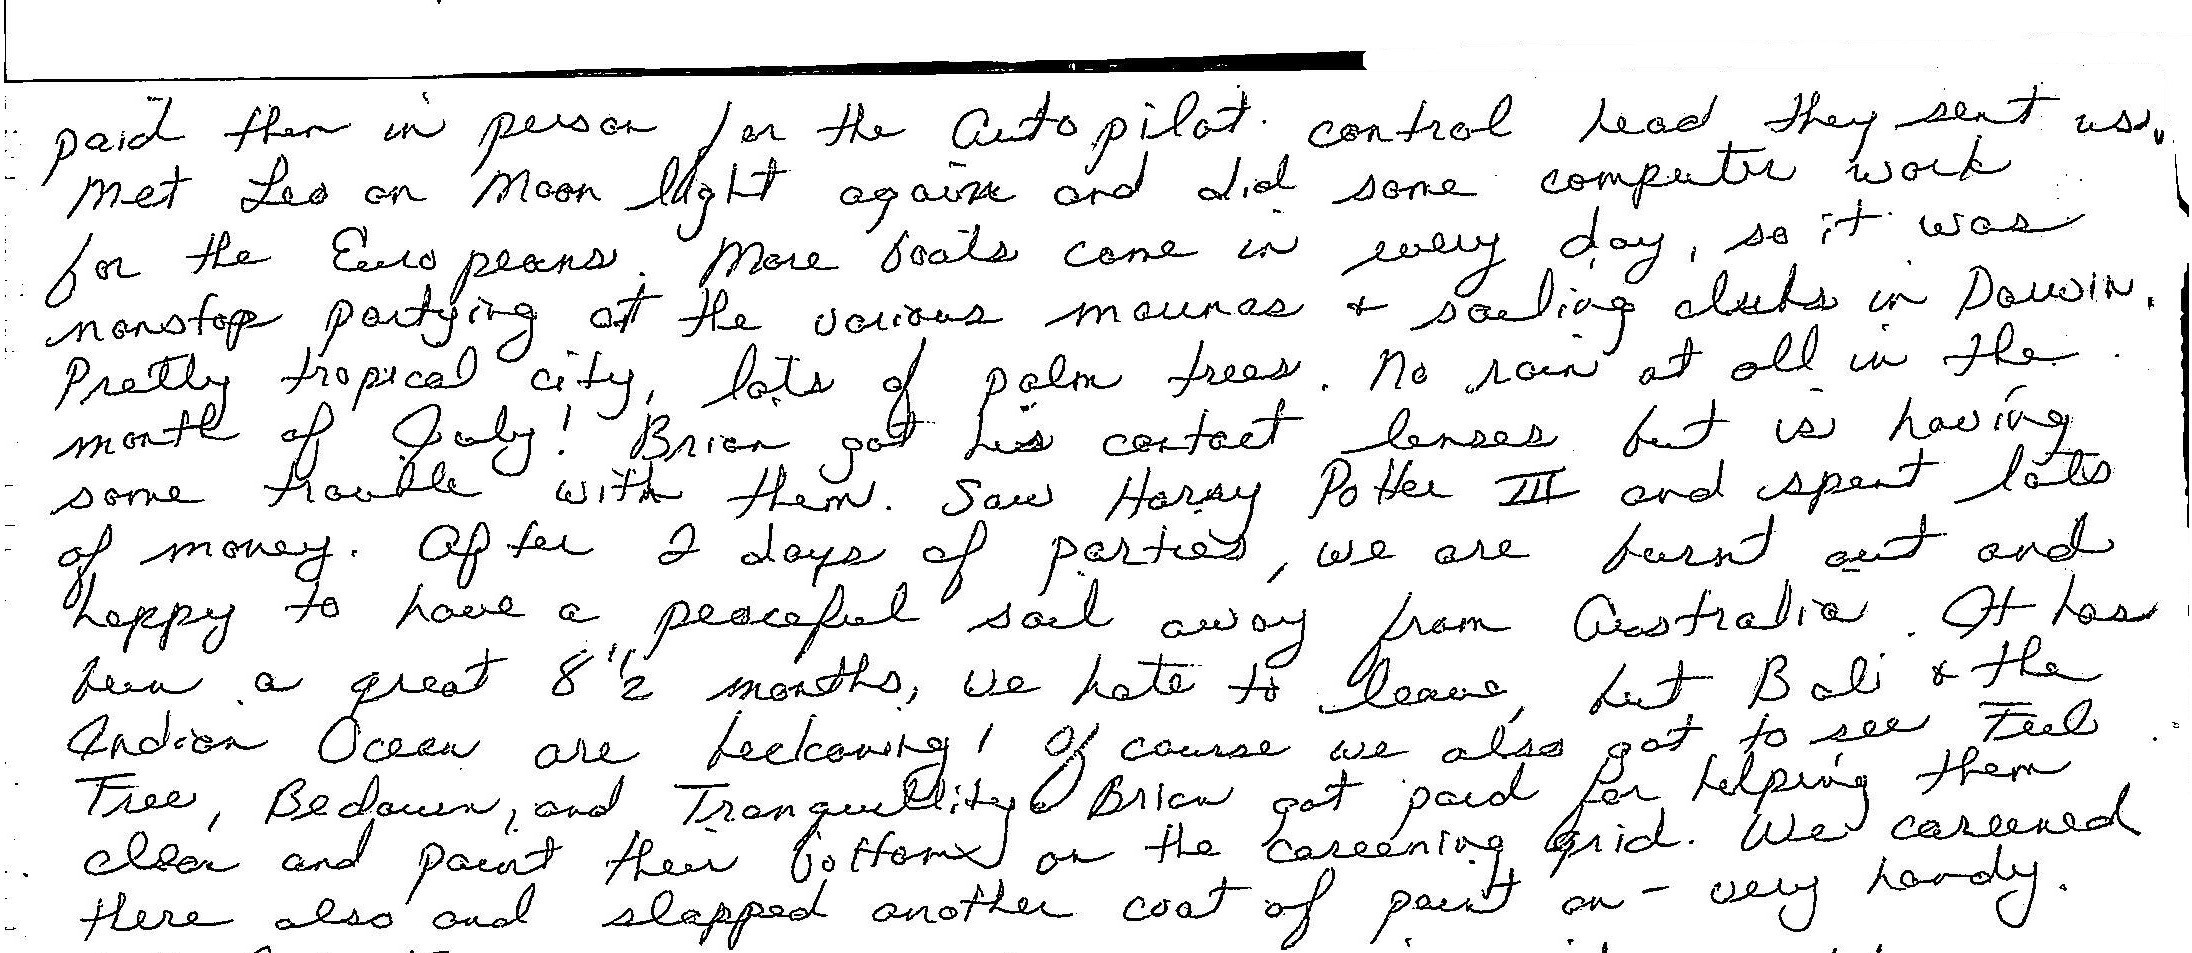 paid them in person for the Autopilot control head they sent us.
Met Leo on Moonlight again and did some computer work
for the Europeans. More boats come in every day, so it was
nonstop partying at the various marinas & sailing clubs in Darwin.
Pretty tropical city, lots of palm trees. No rain at all in the
month of July! Brian got his contact lenses but is having
some trouble with them. Saw Harry Potter III and spent lots
of money. After 2 days of parties, we are burnt out and
happy to have a peaceful sail away from Australia. It has
been a great 8 1/2 months, we hate to leave, but Bali & the
Indian Ocean are beckoning! Of course we also got to see Feel
Free, Bedouin, and Tranquillity. Brian got paid for helping them
clean and paint their bottoms on the careening grid. We careened
there also and slapped another coat of paint on - very handy.